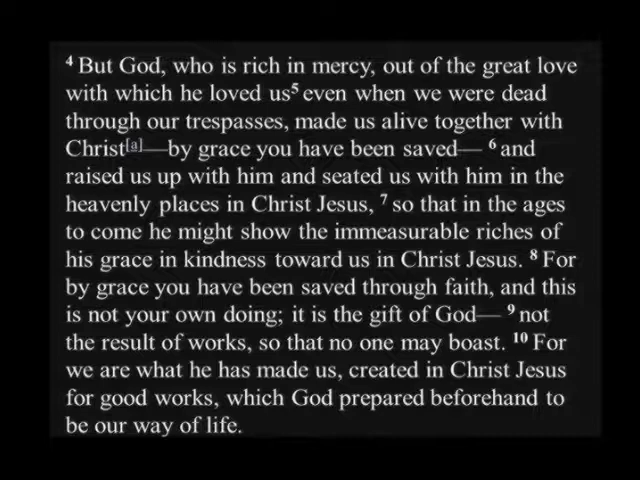 4 But God, who is rich in mercy, out of the great love
with which he loved us5 even when we were dead
through our trespasses, made us alive together with
Christ[a]—by grace you have been saved— 6 and
raised us up with him and seated us with him in the
heavenly places in Christ Jesus, 7 so that in the ages
to come he might show the immeasurable riches of
his grace in kindness toward us in Christ Jesus. 8 For
by grace you have been saved through faith, and this
is not your own doing; it is the gift of God— 9 not
the result of works, so that no one may boast. 10 For
we are what he has made us, created in Christ Jesus
for good works, which God prepared beforehand to
be our way of life.